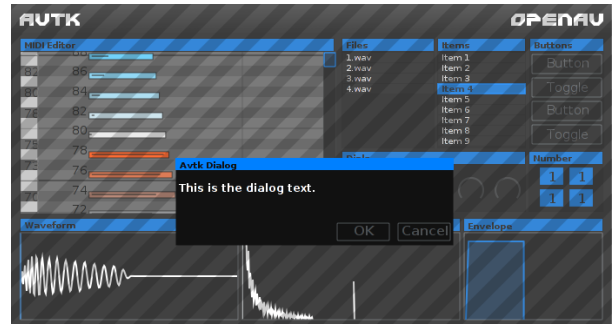 AVTK
OPENAV
MIDI Editor
Files
Items
Buttons
1.wav
2.wav
3.wav
4.wav
Item 1
Item 2
Item 3
Item 4
Item 5
Item 6
Item 7
Item 8
Item 9
Button
Toggle
Button
Toggle
86
84
82
80
78
76
74
72
Number
1 1
1 1
Avtk Dialog
This is the dialog text.
OK Cancel
Waveform
Envelope